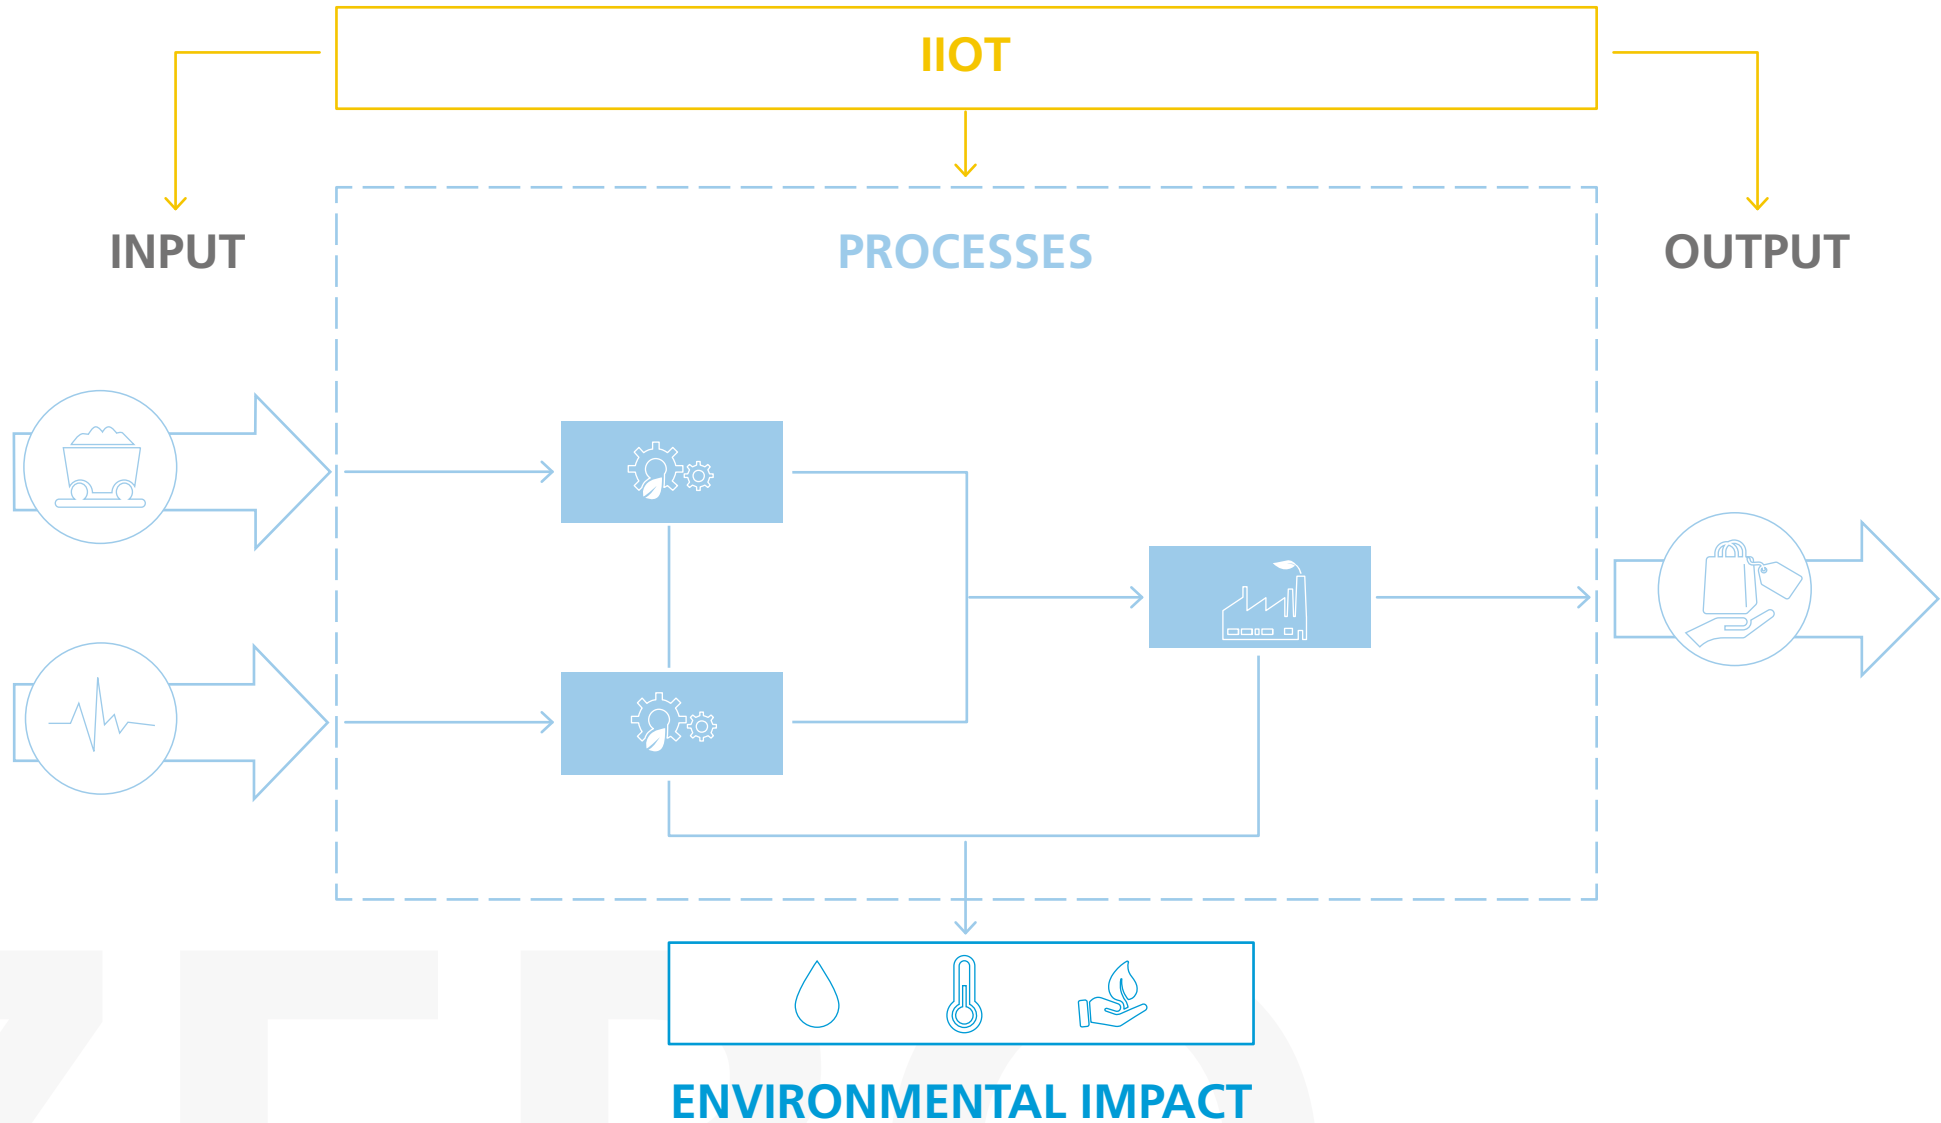 IIOT
INPUT
PROCESSES
OUTPUT
ENVIRONMENTAL IMPACT